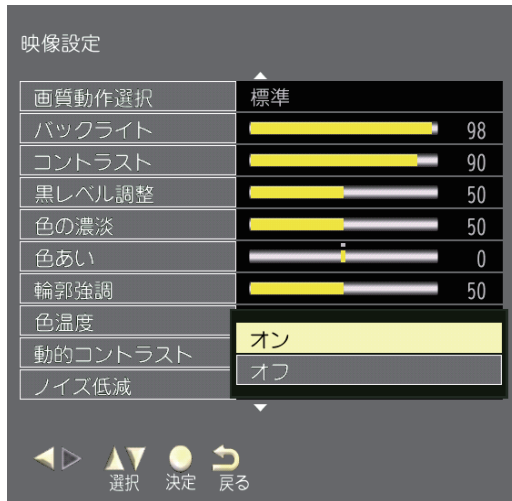 映像設定
画質動作選択 標準
バックライト 98
コントラスト 90
黒レベル調整 50
色の濃淡 50
色あい 0
輪郭強調 50
色温度
動的コントラスト
ノイズ低減
オン
オフ
選択 決定 戻る